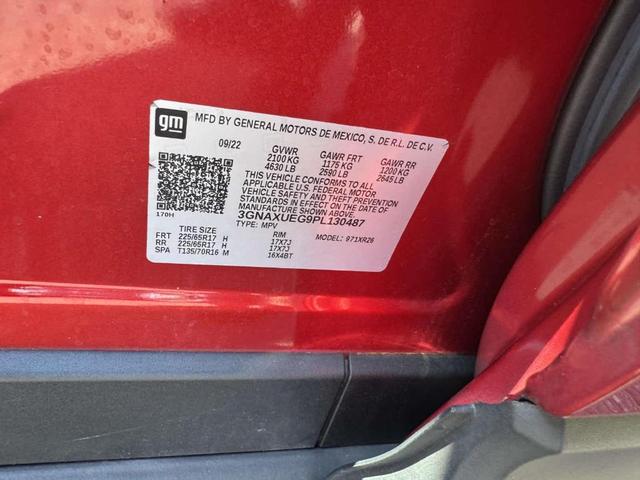 gm MFD BY GENERAL MOTORS DE MEXICO, S. DE R.L. DE C.V.
09/22 GVWR GAWR FRT GAWR RR
2100 KG 1175 KG 1200 KG
4630 LB 2590 LB 2645 LB
THIS VEHICLE CONFORMS TO ALL
APPLICABLE U.S. FEDERAL MOTOR
VEHICLE SAFETY AND THEFT PREVENTION
STANDARDS IN EFFECT ON THE DATE OF MANUFACTURE SHOWN ABOVE.
170H 3GNAXUEG9PL130487
TYPE: MPV
TIRE SIZE RIM MODEL: 971XR26
FRT 225/65R17 H 17X7J
RR 225/65R17 H 17X7J
SPA T135/70R16 M 16X4BT